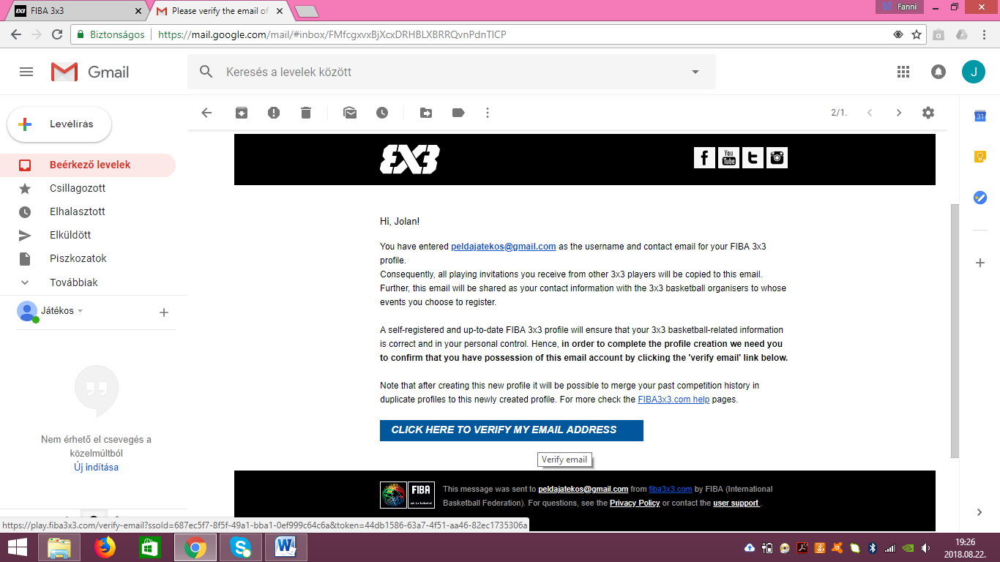 FIBA 3x3
Please verify the email of
Fanni
Biztonságos
https://mail.google.com/mail/#inbox/FMfcgxvxBjXcxDRHBLXBRRQvnPdnTlCP
Gmail
Keresés a levelek között
J
Levélírás
2/1.
31
Beérkező levelek
Csillagozott
Elhalasztott
Elküldött
Piszkozatok
Továbbiak
Játékos
Nem érhető el csevegés a
közelmúltból
Új indítása
3X3
You
Tube
Hi, Jolan!
You have entered peldajatekos@gmail.com as the username and contact email for your FIBA 3x3
profile.
Consequently, all playing invitations you receive from other 3x3 players will be copied to this email.
Further, this email will be shared as your contact information with the 3x3 basketball organisers to whose
events you choose to register.
A self-registered and up-to-date FIBA 3x3 profile will ensure that your 3x3 basketball-related information
is correct and in your personal control. Hence, in order to complete the profile creation we need you
to confirm that you have possession of this email account by clicking the 'verify email' link below.
Note that after creating this new profile it will be possible to merge your past competition history in
duplicate profiles to this newly created profile. For more check the FIBA3x3.com help pages.
CLICK HERE TO VERIFY MY EMAIL ADDRESS
Verify email
FIBA
This message was sent to peldajatekos@gmail.com from fiba3x3.com by FIBA (International
Basketball Federation). For questions, see the Privacy Policy or contact the user support .
https://play.fiba3x3.com/verify-email?ssoId=687ec5f7-8f5f-49a1-bba1-0ef999c64c6a&token=44db1586-63a7-4f51-aa46-82ec1735306a
19:26
2018.08.22.